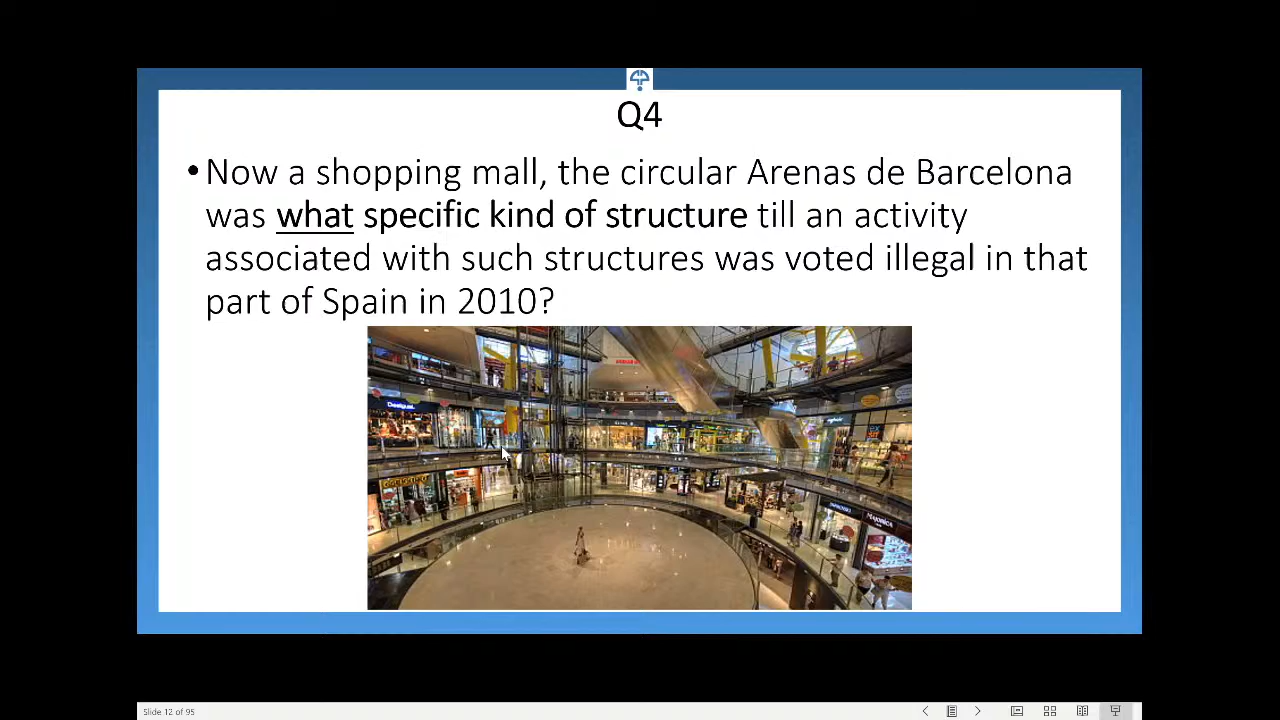 Q4
•Now a shopping mall, the circular Arenas de Barcelona
was what specific kind of structure till an activity
associated with such structures was voted illegal in that
part of Spain in 2010?
Desigual
Slide 12 of 95